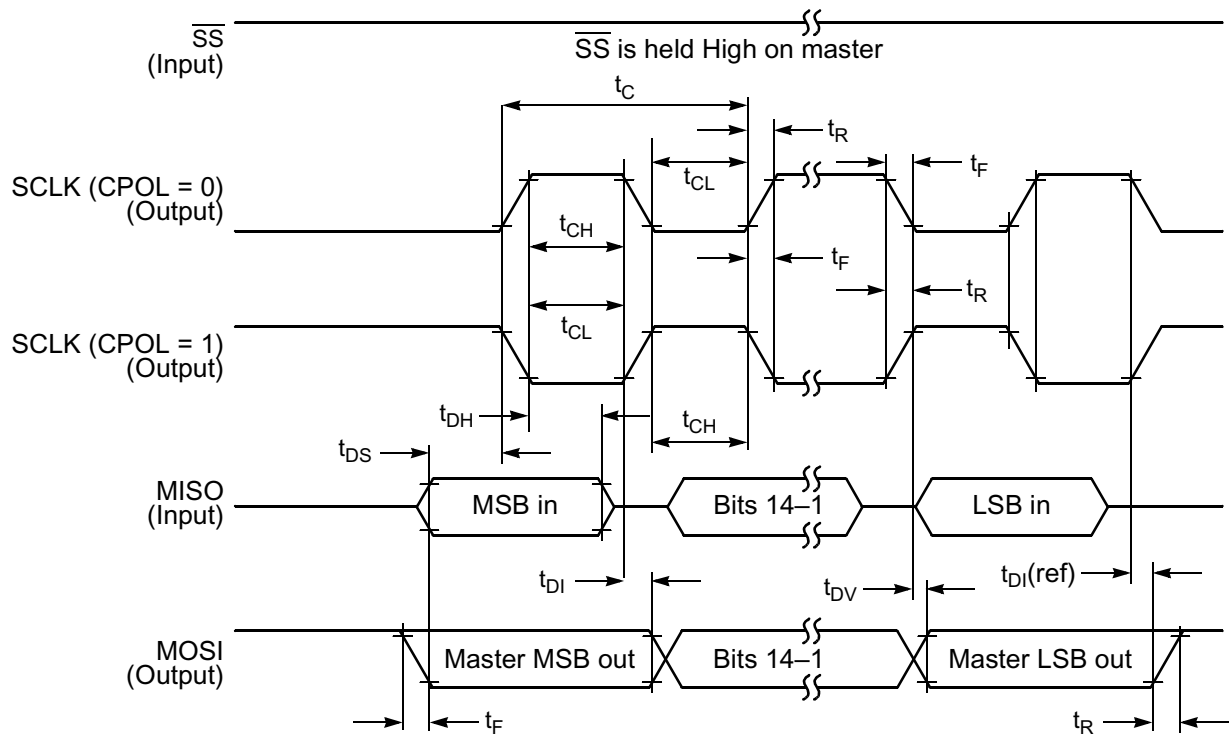 SS
(Input)
SS is held High on master
tC
tR
tCL
tF
SCLK (CPOL = 0)
(Output)
tCH
tF
tR
tCL
SCLK (CPOL = 1)
(Output)
tDH
tCH
tDS
MISO
(Input)
MSB in
Bits 14–1
LSB in
tDI
tDV
tDI(ref)
MOSI
(Output)
Master MSB out
Bits 14–1
Master LSB out
tF
tR